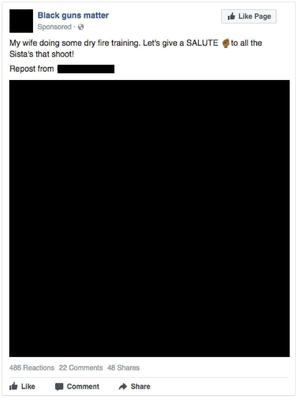 Black guns matter
Like Page
Sponsored ·
My wife doing some dry fire training. Let's give a SALUTE ✊🏾to all the
Sista's that shoot!
Repost from
486 Reactions 22 Comments 48 Shares
Like Comment Share